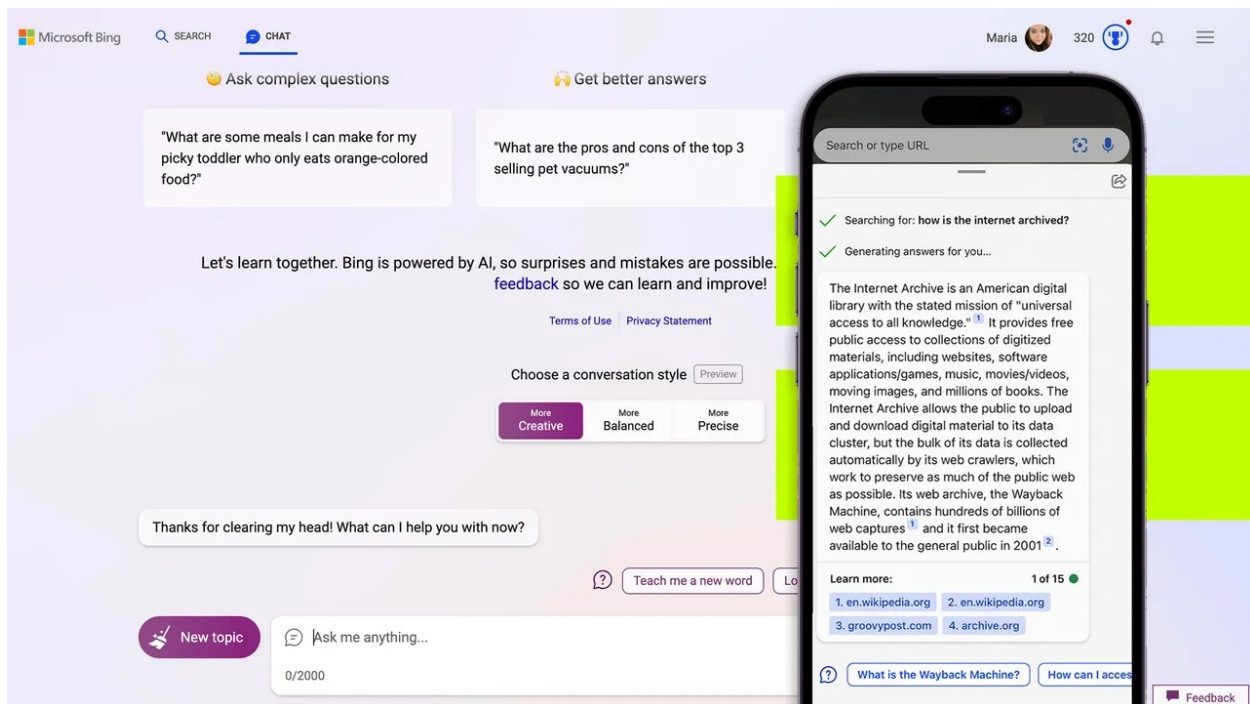 Microsoft Bing
SEARCH
CHAT
Maria
320
Ask complex questions
Get better answers
"What are some meals I can make for my
picky toddler who only eats orange-colored
food?"
"What are the pros and cons of the top 3
selling pet vacuums?"
Let's learn together. Bing is powered by AI, so surprises and mistakes are possible.
feedback so we can learn and improve!
Terms of Use
Privacy Statement
Choose a conversation style Preview
More
Creative
More
Balanced
More
Precise
Thanks for clearing my head! What can I help you with now?
Teach me a new word
Lo
New topic
Ask me anything...
0/2000
Search or type URL
Searching for: how is the internet archived?
Generating answers for you...
The Internet Archive is an American digital
library with the stated mission of "universal
access to all knowledge." 1 It provides free
public access to collections of digitized
materials, including websites, software
applications/games, music, movies/videos,
moving images, and millions of books. The
Internet Archive allows the public to upload
and download digital material to its data
cluster, but the bulk of its data is collected
automatically by its web crawlers, which
work to preserve as much of the public web
as possible. Its web archive, the Wayback
Machine, contains hundreds of billions of
web captures 1 and it first became
available to the general public in 2001 2 .
Learn more:
1 of 15
1. en.wikipedia.org
2. en.wikipedia.org
3. groovypost.com
4. archive.org
What is the Wayback Machine?
How can I acces
Feedback